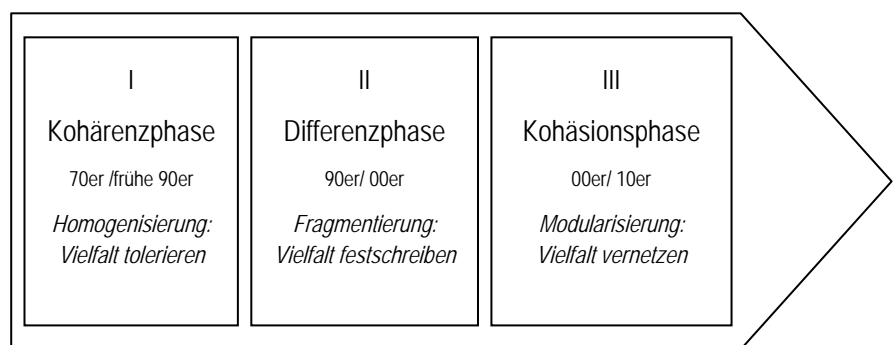 I
Kohärenzphase
70er /frühe 90er
Homogenisierung:
Vielfalt tolerieren
II
Differenzphase
90er/ 00er
Fragmentierung:
Vielfalt festschreiben
III
Kohäsionsphase
00er/ 10er
Modularisierung:
Vielfalt vernetzen